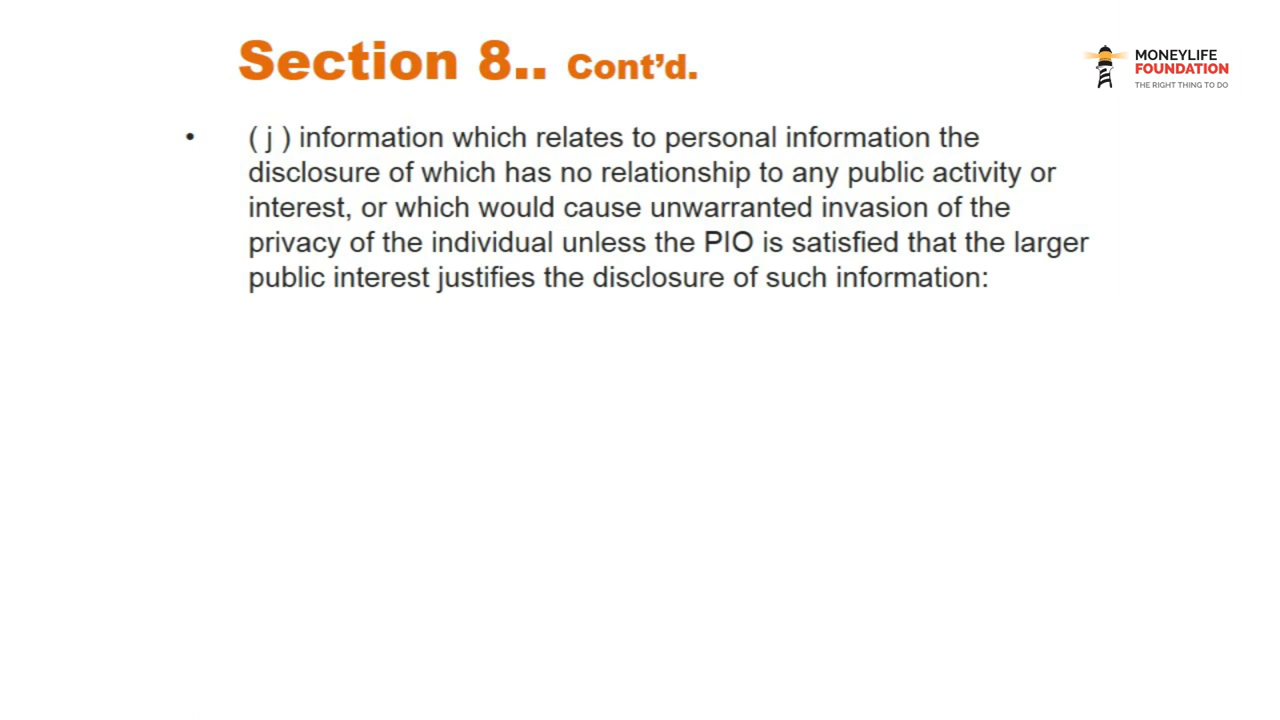 Section 8.. Cont'd.
MONEYLIFE
FOUNDATION
THE RIGHT THING TO DO
• ( j ) information which relates to personal information the
disclosure of which has no relationship to any public activity or
interest, or which would cause unwarranted invasion of the
privacy of the individual unless the PIO is satisfied that the larger
public interest justifies the disclosure of such information: